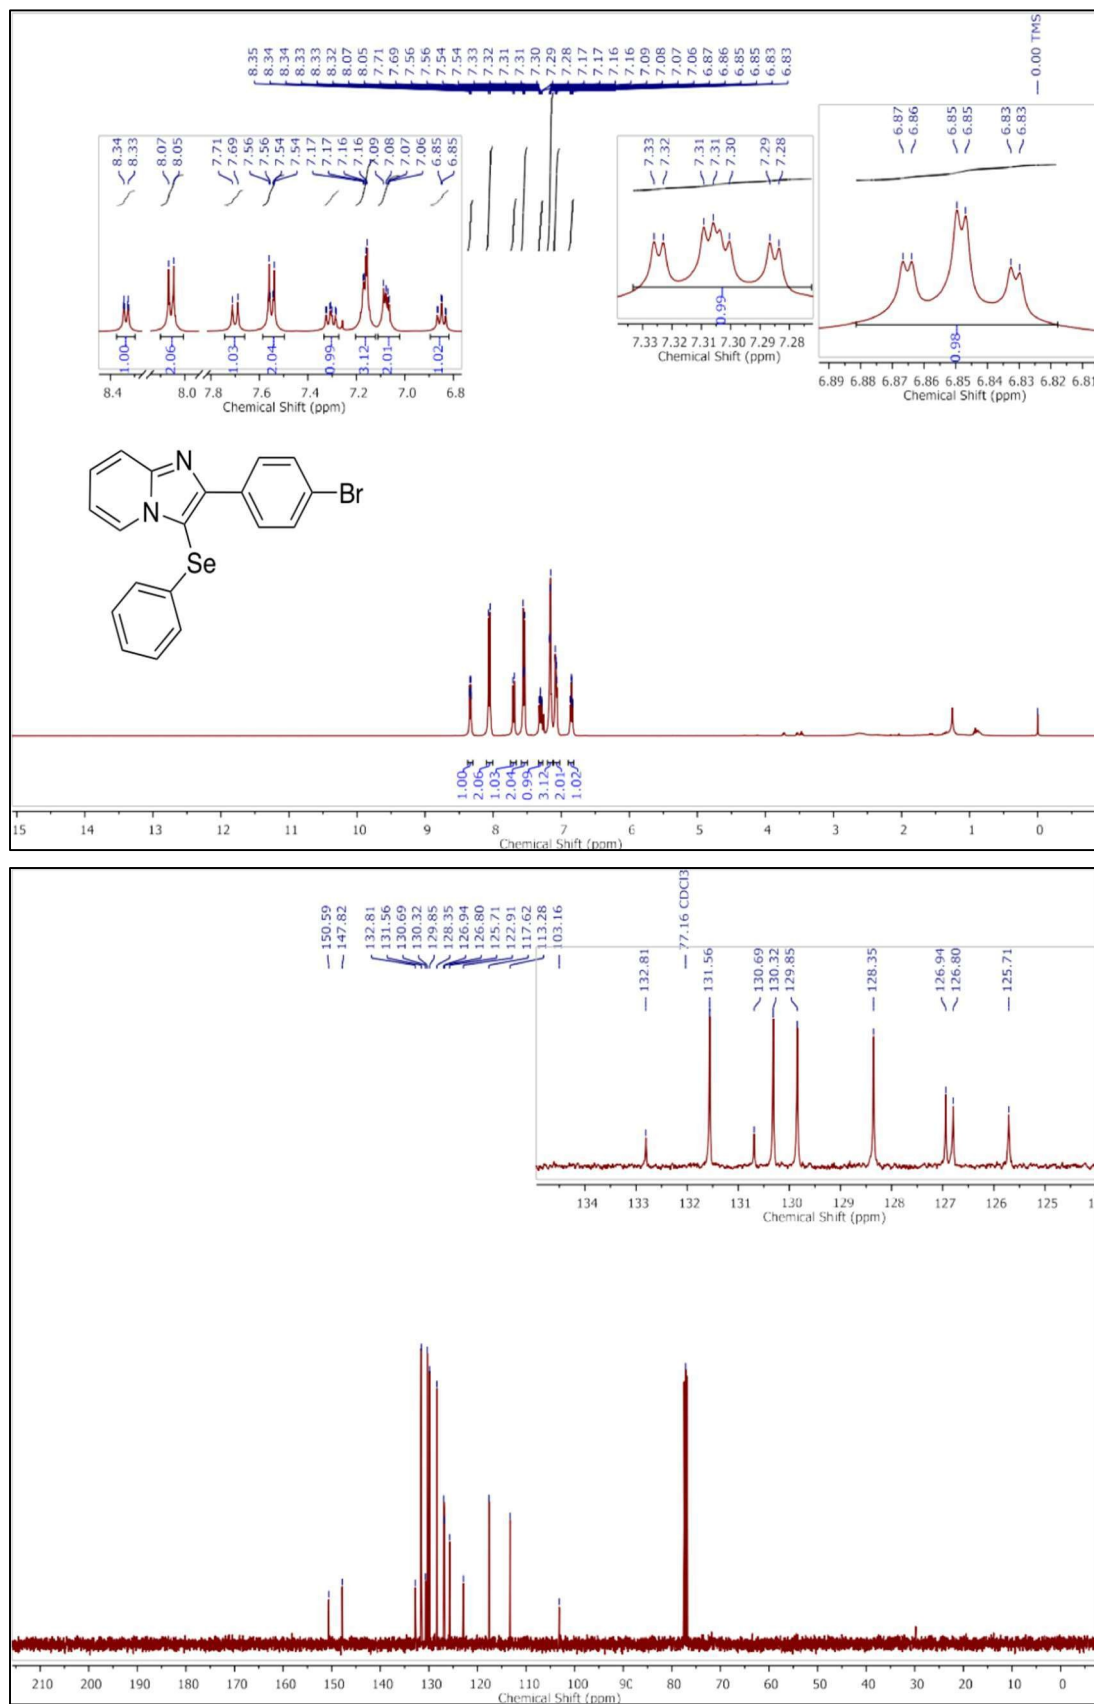 8.35 8.34 8.34 8.33 8.33 8.32 8.07 8.05 7.71 7.69 7.56 7.56 7.54 7.54 7.33 7.32 7.31 7.31 7.30 7.29 7.28 7.17 7.17 7.16 7.16 7.09 7.08 7.07 7.06 6.87 6.86 6.85 6.85 6.83 6.83
0.00 TMS
8.34 8.33 8.07 8.05 7.71 7.69 7.56 7.56 7.54 7.54 7.17 7.17 7.16 7.16 7.09 7.08 7.07 7.06 6.85 6.85
1.00 2.06 1.03 2.04 0.99 3.12 2.01 1.02
8.4 8.0 7.8 7.6 7.4 7.2 7.0 6.8
Chemical Shift (ppm)
7.33 7.32 7.31 7.31 7.30 7.29 7.28
0.99
7.33 7.32 7.31 7.30 7.29 7.28
Chemical Shift (ppm)
6.87 6.86 6.85 6.85 6.83 6.83
0.98
6.89 6.88 6.87 6.86 6.85 6.84 6.83 6.82 6.81
Chemical Shift (ppm)
N
N
Br
Se
1.00 2.06 1.03 2.04 0.99 3.12 2.01 1.02
15 14 13 12 11 10 9 8 7 6 5 4 3 2 1 0
Chemical Shift (ppm)
150.59 147.82 132.81 131.56 130.69 130.32 129.85 128.35 126.94 126.80 125.71 122.91 117.62 113.28 103.16
77.16 CDCl3
132.81 131.56 130.69 130.32 129.85 128.35 126.94 126.80 125.71
134 133 132 131 130 129 128 127 126 125
Chemical Shift (ppm)
210 200 190 180 170 160 150 140 130 120 110 100 90 80 70 60 50 40 30 20 10 0
Chemical Shift (ppm)